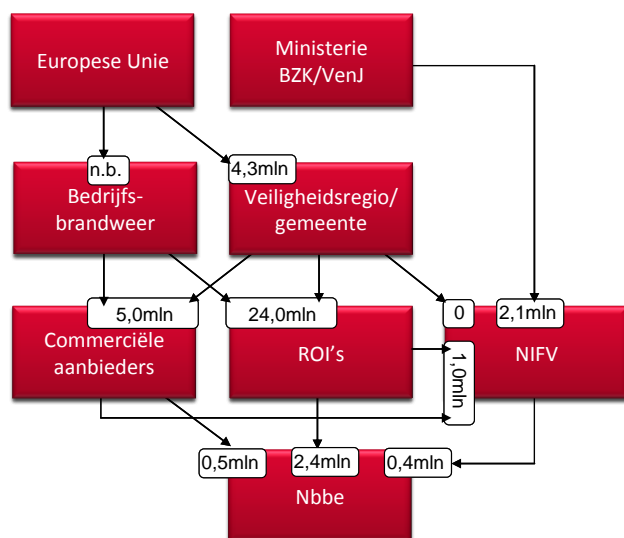 Europese Unie
Ministerie
BZK/VenJ
n.b.
4,3mln
Bedrijfs-
brandweer
Veiligheidsregio/
gemeente
5,0mln
24,0mln
0
2,1mln
Commerciële
aanbieders
ROI's
1,0mln
NIFV
0,5mln
2,4mln
0,4mln
Nbbe